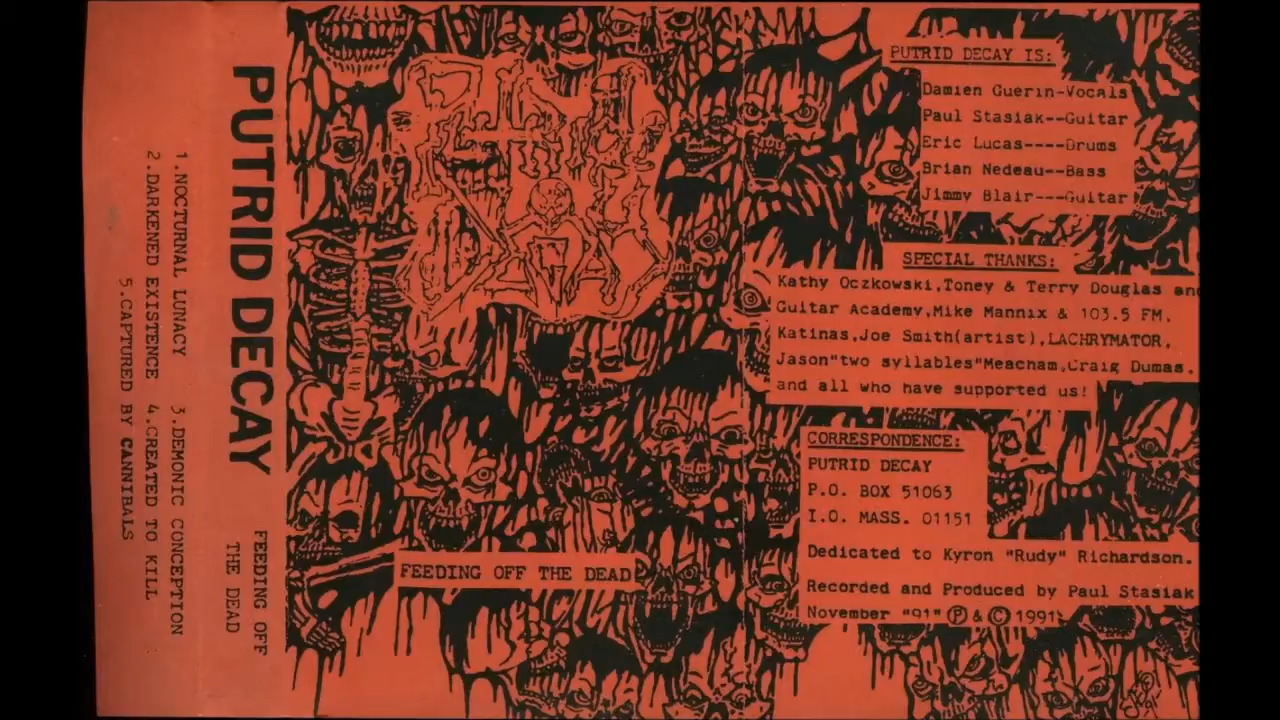 1.NOCTURNAL LUNACY 3.DEMONIC CONCEPTION
2.DARKENED EXISTENCE 4.CREATED TO KILL
5.CAPTURED BY CANNIBALS
PUTRID DECAY
FEEDING OFF
THE DEAD
PUTRID
DECAY
FEEDING OFF THE DEAD
PUTRID DECAY IS:
Damien Guerin-Vocals
Paul Stasiak--Guitar
Eric Lucas----Drums
Brian Nedeau--Bass
Jimmy Blair---Guitar
SPECIAL THANKS:
Kathy Oczkowski,Toney & Terry Douglas and
Guitar Academy,Mike Mannix & 103.5 FM,
Katinas,Joe Smith(artist),LACHRYMATOR,
Jason"two syllables"Meacham,Craig Dumas.
and all who have supported us!
CORRESPONDENCE:
PUTRID DECAY
P.O. BOX 51063
I.O. MASS. 01151
Dedicated to Kyron "Rudy" Richardson.
Recorded and Produced by Paul Stasiak
November "91" Ⓟ & © 1991